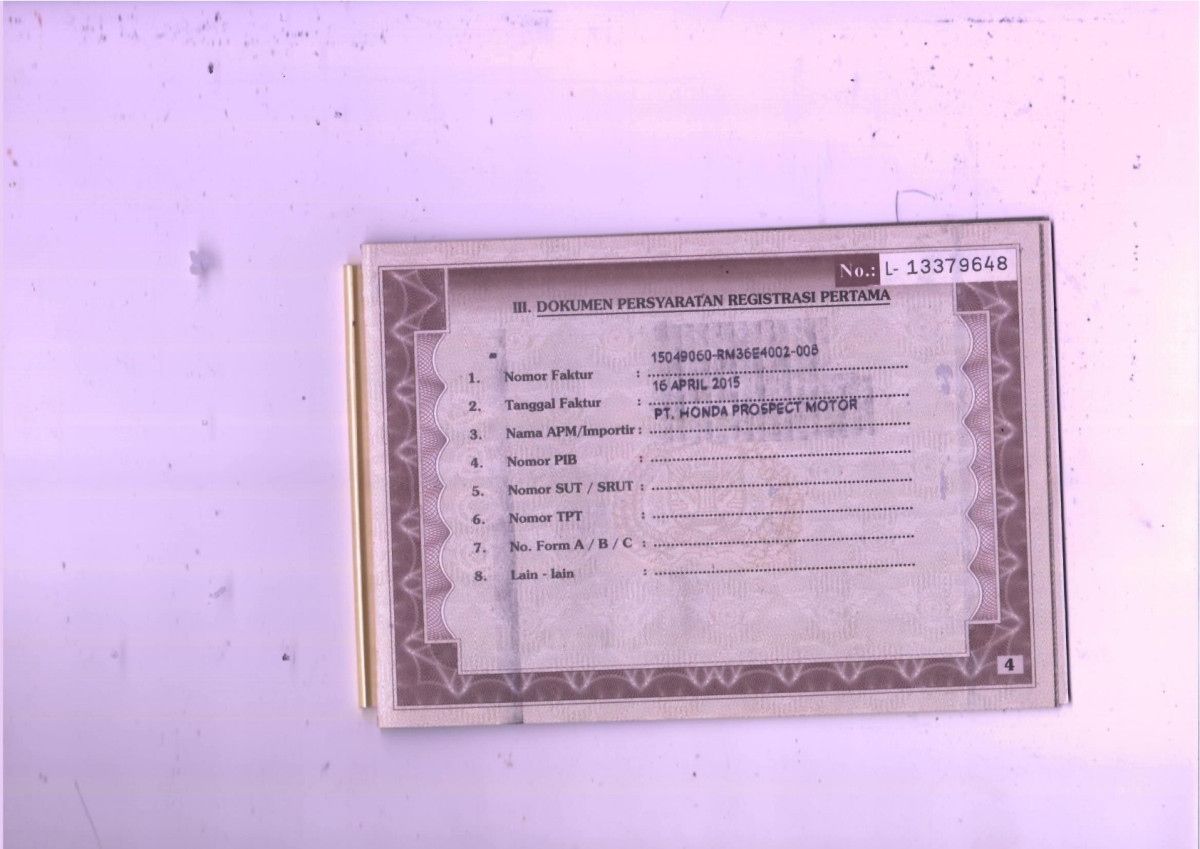 No.: L- 13379648
III. DOKUMEN PERSYARATAN REGISTRASI PERTAMA
1. Nomor Faktur : 15049060-RM36E4002-008
2. Tanggal Faktur : 16 APRIL 2015
3. Nama APM/Importir : PT. HONDA PROSPECT MOTOR
4. Nomor PIB :
5. Nomor SUT / SRUT :
6. Nomor TPT :
7. No. Form A / B / C :
8. Lain - lain :
4